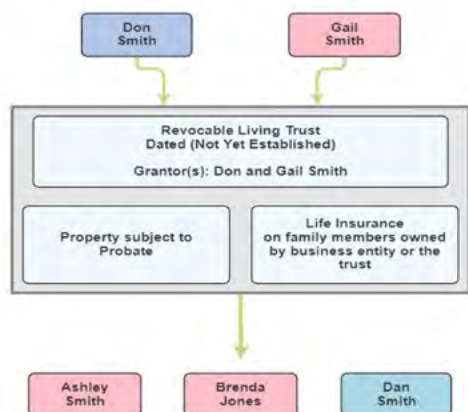 Don
Smith
Gail
Smith
Revocable Living Trust
Dated (Not Yet Established)
Grantor(s): Don and Gail Smith
Property subject to
Probate
Life Insurance
on family members owned
by business entity or the
trust
Ashley
Smith
Brenda
Jones
Dan
Smith